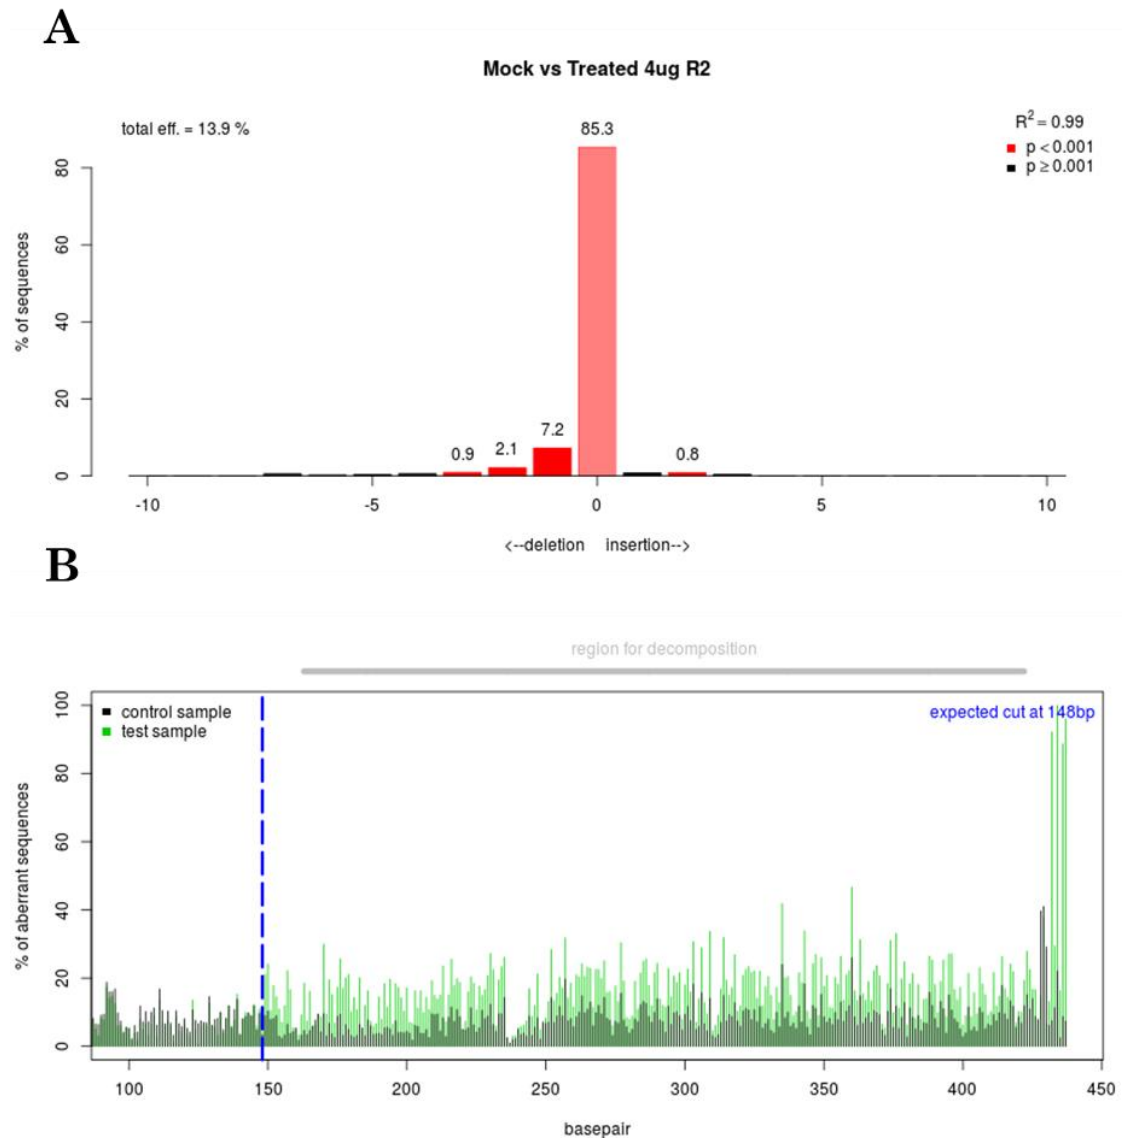 A
Mock vs Treated 4ug R2
total eff. = 13.9 %
R² = 0.99
p < 0.001
p ≥ 0.001
85.3
7.2
2.1
0.9
0.8
% of sequences
0
20
40
60
80
-10 -5 0 5 10
<--deletion insertion-->
B
region for decomposition
control sample
test sample
expected cut at 148bp
% of aberrant sequences
0
20
40
60
80
100
100 150 200 250 300 350 400 450
basepair